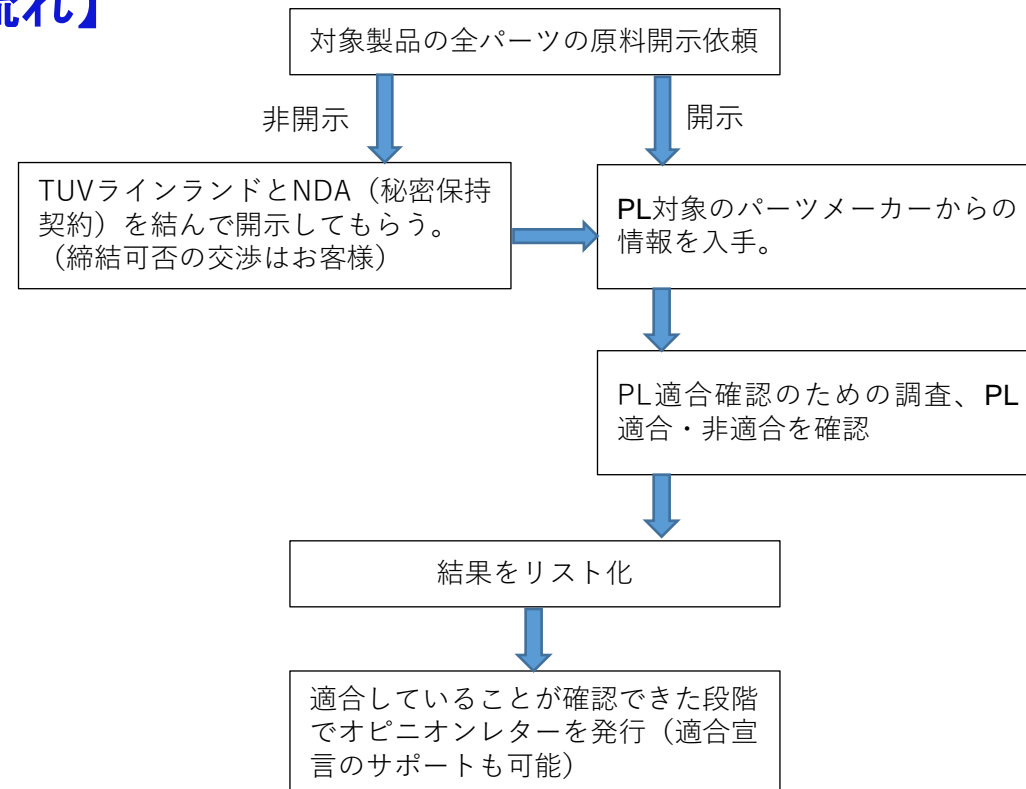 流れ】
対象製品の全パーツの原料開示依頼
非開示
開示
TUVラインランドとNDA（秘密保持
契約）を結んで開示してもらう。
（締結可否の交渉はお客様）
PL対象のパーツメーカーからの
情報を入手。
PL適合確認のための調査、PL
適合・非適合を確認
結果をリスト化
適合していることが確認できた段階
でオピニオンレターを発行（適合宣
言のサポートも可能）